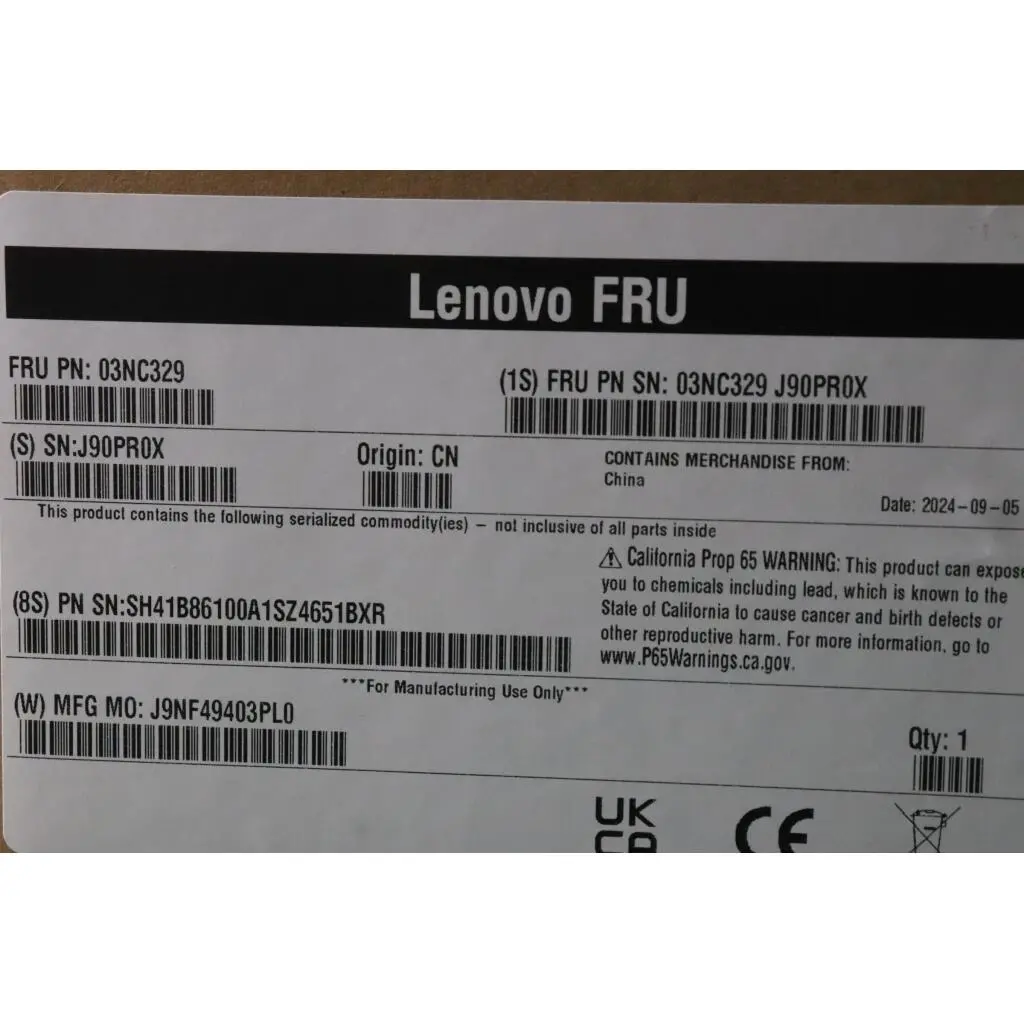 Lenovo FRU
FRU PN: 03NC329
(1S) FRU PN SN: 03NC329 J90PR0X
(S) SN:J90PR0X
Origin: CN
CONTAINS MERCHANDISE FROM:
China
Date: 2024-09-05
This product contains the following serialized commodity(ies) – not inclusive of all parts inside
⚠ California Prop 65 WARNING: This product can expose
you to chemicals including lead, which is known to the
State of California to cause cancer and birth defects or
other reproductive harm. For more information, go to
www.P65Warnings.ca.gov.
(8S) PN SN:SH41B86100A1SZ4651BXR
***For Manufacturing Use Only***
(W) MFG MO: J9NF49403PL0
Qty: 1
UK
CA
CE